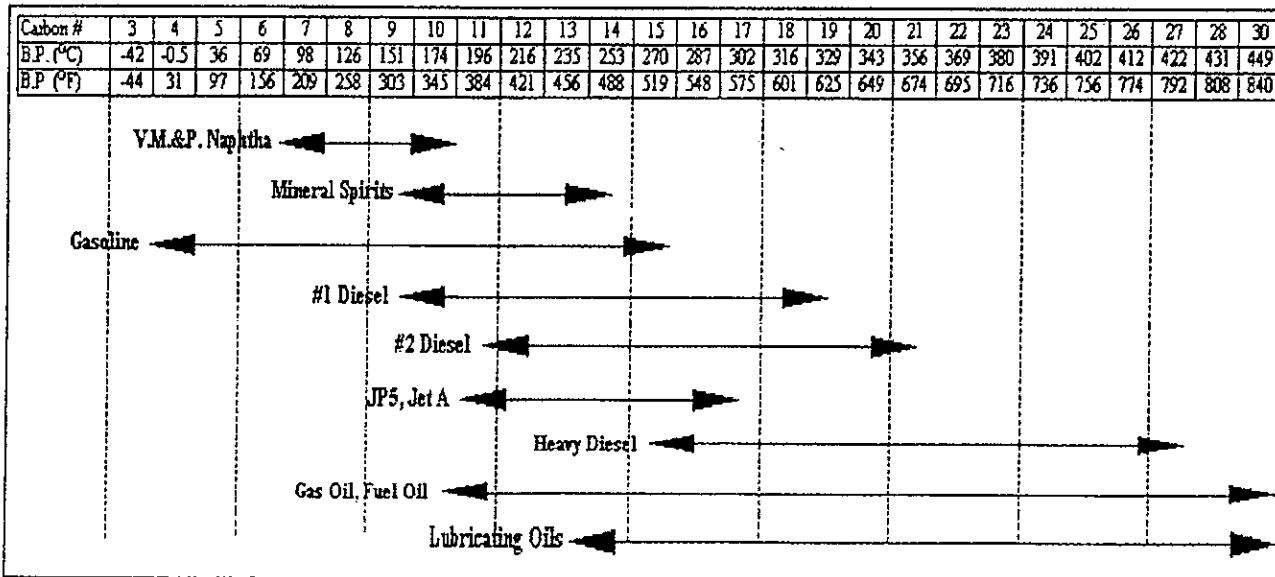 Carbon # 3 4 5 6 7 8 9 10 11 12 13 14 15 16 17 18 19 20 21 22 23 24 25 26 27 28 30
B.P. (°C) -42 -0.5 36 69 98 126 151 174 196 216 235 253 270 287 302 316 329 343 356 369 380 391 402 412 422 431 449
B.P (°F) -44 31 97 156 209 258 303 345 384 421 456 488 519 548 575 601 625 649 674 695 716 736 756 774 792 808 840
V.M.&P. Naphtha
Mineral Spirits
Gasoline
#1 Diesel
#2 Diesel
JP5, Jet A
Heavy Diesel
Gas Oil, Fuel Oil
Lubricating Oils